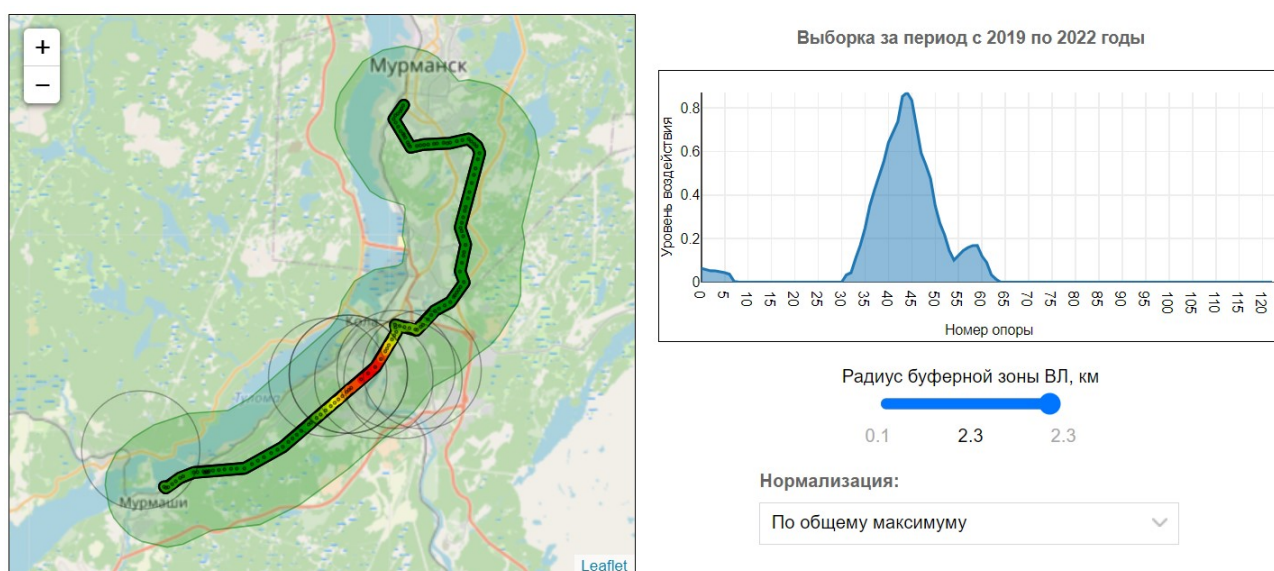 +
−
Мурманск
Кола
Тулома
Мурмаши
Leaflet
Выборка за период с 2019 по 2022 годы
Уровень воздействия
0.8
0.6
0.4
0.2
0
0 5 10 15 20 25 30 35 40 45 50 55 60 65 70 75 80 85 90 95 100 105 110 115 120
Номер опоры
Радиус буферной зоны ВЛ, км
0.1 2.3 2.3
Нормализация:
По общему максимуму